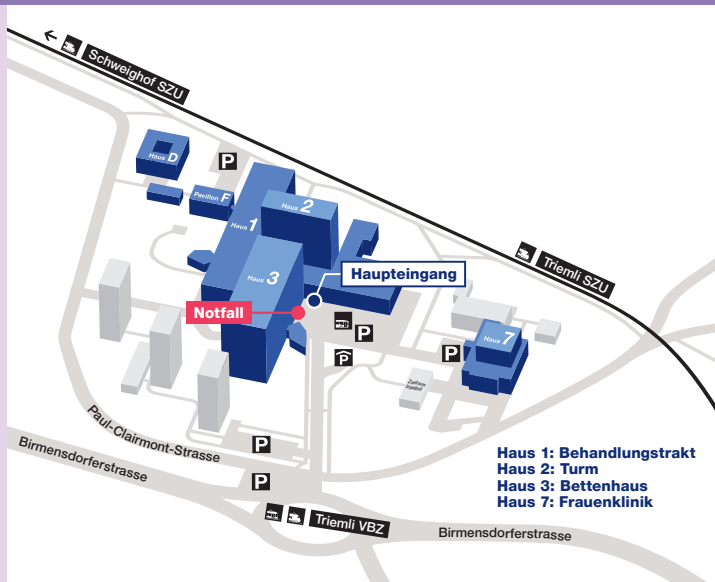 Schweighof SZU
Haus D
P
Pavillon F
Haus 2
Haus 1
Haus 3
Haupteingang
Triemli SZU
Notfall
P
P
P
Haus 7
Paul-Clairmont-Strasse
P
Birmensdorferstrasse
P
Triemli VBZ
Birmensdorferstrasse
Haus 1: Behandlungstrakt
Haus 2: Turm
Haus 3: Bettenhaus
Haus 7: Frauenklinik